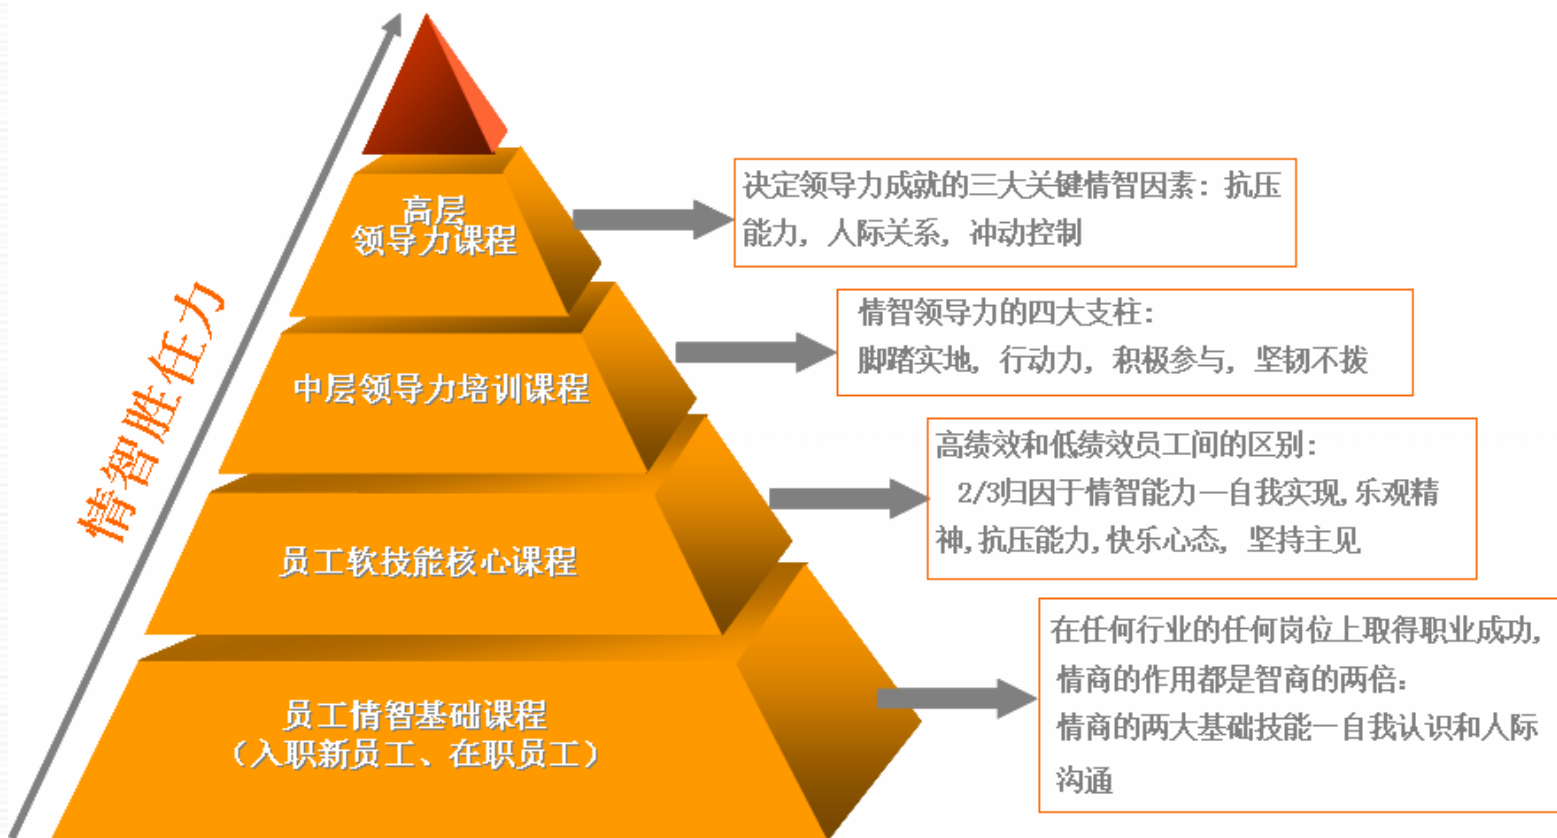 情智胜任力
高层
领导力课程
决定领导力成就的三大关键情智因素：抗压
能力，人际关系，冲动控制
中层领导力培训课程
情智领导力的四大支柱：
脚踏实地，行动力，积极参与，坚韧不拨
员工软技能核心课程
高绩效和低绩效员工间的区别：
2/3归因于情智能力—自我实现,乐观精
神,抗压能力,快乐心态, 坚持主见
员工情智基础课程
（入职新员工、在职员工）
在任何行业的任何岗位上取得职业成功,
情商的作用都是智商的两倍：
情商的两大基础技能—自我认识和人际
沟通